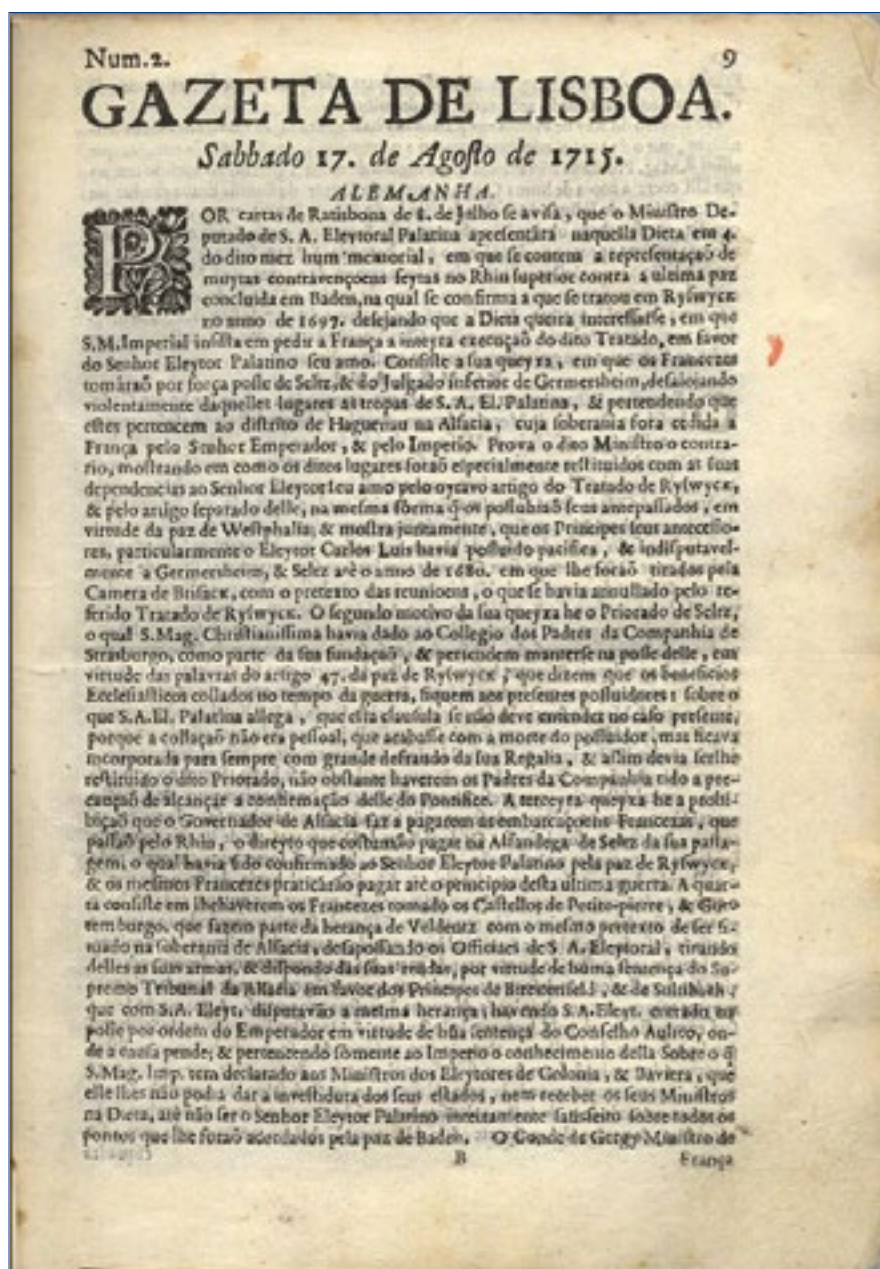 Num.2. 9
GAZETA DE LISBOA.
Sabbado 17. de Agoſto de 1715.
ALEMANHA.
POR cartas de Ratisbona de 8. de Julho ſe aviſa, que o Miniſtro De-
putado de S. A. Eleytoral Palatina apreſentára naquella Dieta em 4.
do dito mez hum memorial, em que ſe contem a repreſentaçaõ de
muytas contravençoens feytas no Rhin ſuperior contra a ultima paz
concluida em Baden, na qual ſe confirma a que ſe tratou em Ryſwyck
no anno de 1697. deſejando que a Dieta queira intereſſarſe, em que
S.M.Imperial inſiſta em pedir a França a inteyra execuçaõ do dito Tratado, em favor
do Senhor Eleytor Palatino ſeu amo. Conſiſte a ſua queyxa, em que os Francezes
tomáraõ por força poſſe de Seltz, & do Julgado inferior de Germersheim, deſalojando
violentamente daquelles lugares as tropas de S. A. El. Palatina, & pertendendo que
eſtes pertencem ao diſtrito de Haguenau na Alſacia, cuja ſoberania fora cedida à
França pelo Senhor Emperador, & pelo Imperio. Prova o dito Miniſtro o contra-
rio, moſtrando em como os ditos lugares foraõ eſpecialmente reſtituidos com as ſuas
dependencias ao Senhor Eleytor ſeu amo pelo oytavo artigo do Tratado de Ryſwyck,
& pelo artigo ſeparado delle, na meſma fórma q̃ os poſſuhiaõ ſeus antepaſſados, em
virtude da paz de Weſtphalia; & moſtra juntamente, que os Principes ſeus anteceſſo-
res, particularmente o Eleytor Carlos Luis havia poſſuido pacifica, & indiſputavel-
mente a Germersheim, & Seltz até o anno de 1680. em que lhe foraõ tirados pela
Camera de Briſack, com o pretexto das reunioens, o que ſe havia annullado pelo re-
ferido Tratado de Ryſwyck. O ſegundo motivo da ſua queyxa he o Priorado de Seltz,
o qual S.Mag. Chriſtianiſſima havia dado ao Collegio dos Padres da Companhia de
Strasburgo, como parte da ſua fundaçaõ, & pertendem manterſe na poſſe delle, em
virtude das palavras do artigo 47. da paz de Ryſwyck, que dizem que os beneficios
Eccleſiaſticos collados no tempo da guerra, fiquem aos preſentes poſſuidores: ſobre o
que S.A.El. Palatina allega, que eſta clauſula ſe não deve entender no caſo preſente,
porque a collaçaõ não era peſſoal, que acabaſſe com a morte do poſſuidor, mas ficava
incorporada para ſempre com grande defraudo da ſua Regalia, & aſſim devia ſerlhe
reſtituido o dito Priorado, não obſtante haverem os Padres da Companhia tido a pre-
cauçaõ de alcançar a confirmação delle do Pontifice. A terceyra queyxa he a prohi-
biçaõ que o Governador de Alſacia faz a pagarem as embarcaçoens Francezas, que
paſſaõ pelo Rhin, o direyto que coſtumão pagar na Alfandega de Seltz da ſua paſſa-
gem, o qual havia ſido confirmado ao Senhor Eleytor Palatino pela paz de Ryſwyck,
& os meſmos Francezes praticárão pagar até o principio deſta ultima guerra. A quar-
ta conſiſte em lhe haverem os Francezes tomado os Caſtellos de Petite-pierre, &
temburgo, que fazem parte da herança de Veldentz com o meſmo pretexto de ſer ſi-
tuado na ſoberania de Alſacia, deſapoſſando os Officiaes de S. A. Eleytoral, tirando
delles as ſuas armas, & diſpondo das ſuas rendas, por virtude de huma ſentença do Su-
premo Tribunal da Alſacia em favor dos Principes de & de
que com S.A. Eleyt. diſputavão a meſma herança; havendo S.A.Eleyt. entrado na
poſſe por ordem do Emperador em virtude de hũa ſentença do Conſelho Aulico, on-
de a cauſa pende; & pertencendo ſómente ao Imperio o conhecimento della. Sobre o q̃
S.Mag. Imp. tem declarado aos Miniſtros dos Eleytores de Colonia, & Baviera, que
elle lhes não podia dar a inveſtidura dos ſeus eſtados, nem receber os ſeus Miniſtros
na Dieta, até não ſer o Senhor Eleytor Palatino inteiramente ſatisfeito ſobre todos os
pontos que lhe foraõ acordados pela paz de Baden. O Conde de Gergy Miniſtro de
B França